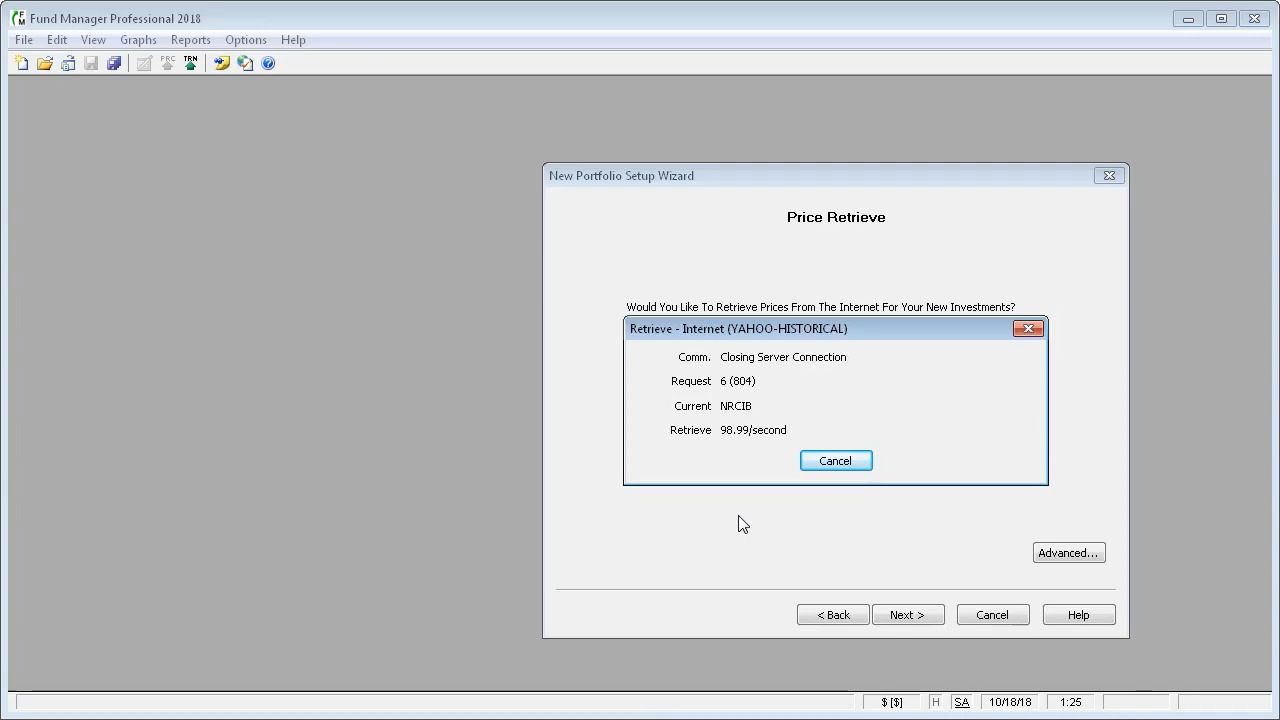 Fund Manager Professional 2018
File Edit View Graphs Reports Options Help
PRC TRN
New Portfolio Setup Wizard
Price Retrieve
Would You Like To Retrieve Prices From The Internet For Your New Investments?
Retrieve - Internet (YAHOO-HISTORICAL)
Comm. Closing Server Connection
Request 6 (804)
Current NRCIB
Retrieve 98.99/second
Cancel
Advanced...
< Back Next > Cancel Help
$ [$] H SA 10/18/18 1:25